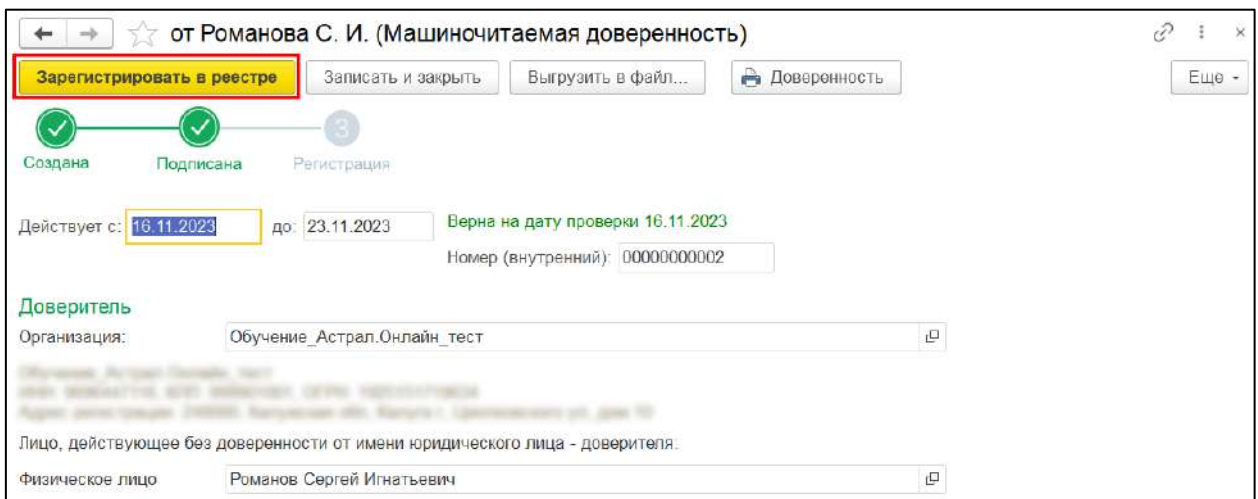 от Романова С. И. (Машиночитаемая доверенность)
Зарегистрировать в реестре Записать и закрыть Выгрузить в файл... Доверенность Еще
3
Создана Подписана Регистрация
Действует с: 16.11.2023 до: 23.11.2023 Верна на дату проверки 16.11.2023
Номер (внутренний): 00000000002
Доверитель
Организация: Обучение_Астрал.Онлайн_тест
Лицо, действующее без доверенности от имени юридического лица - доверителя:
Физическое лицо Романов Сергей Игнатьевич